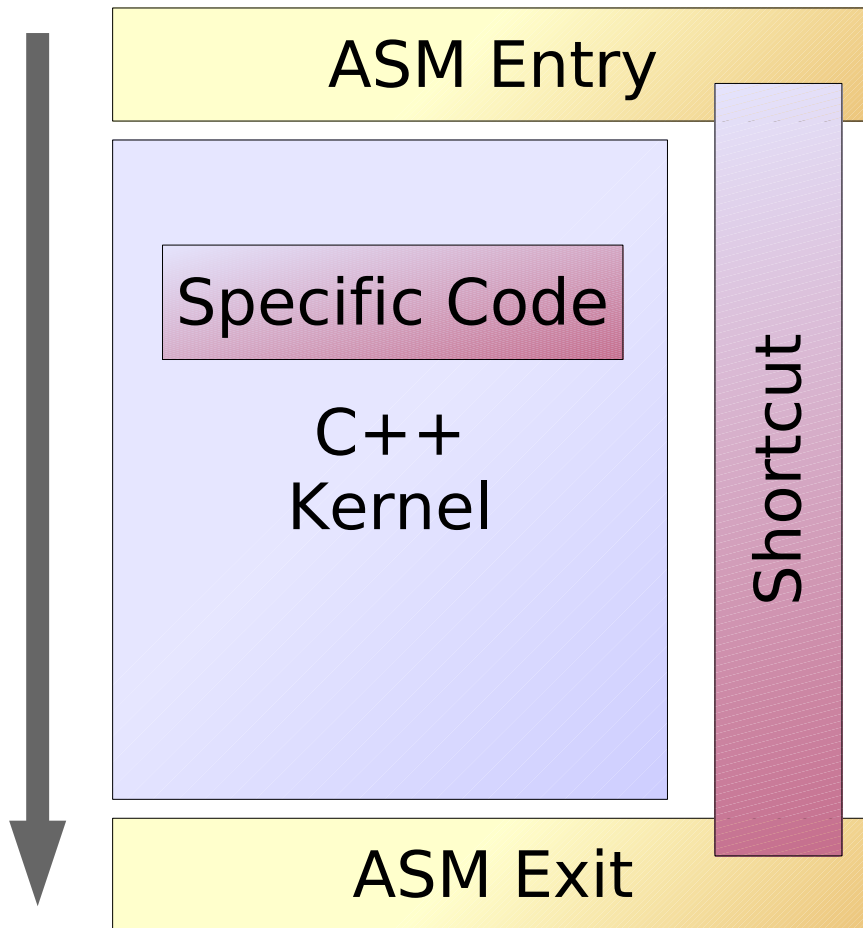 ASM Entry
Specific Code
C++
Kernel
Shortcut
ASM Exit